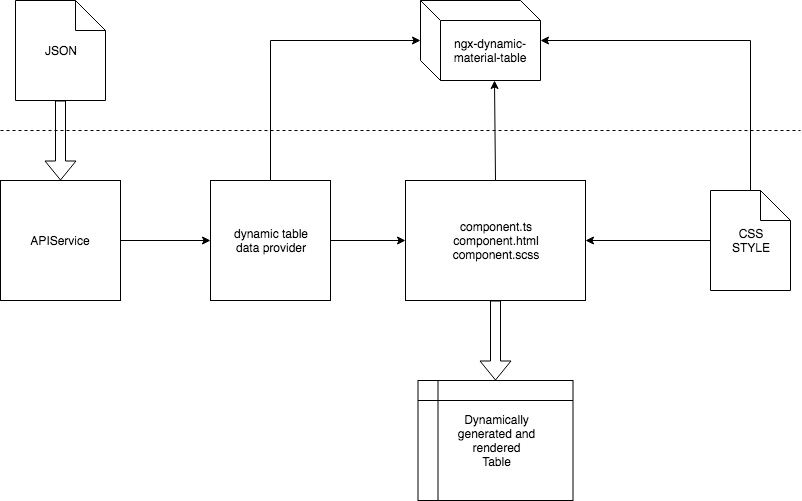 JSON
ngx-dynamic-
material-table
APIService
dynamic table
data provider
component.ts
component.html
component.scss
CSS
STYLE
Dynamically
generated and
rendered
Table